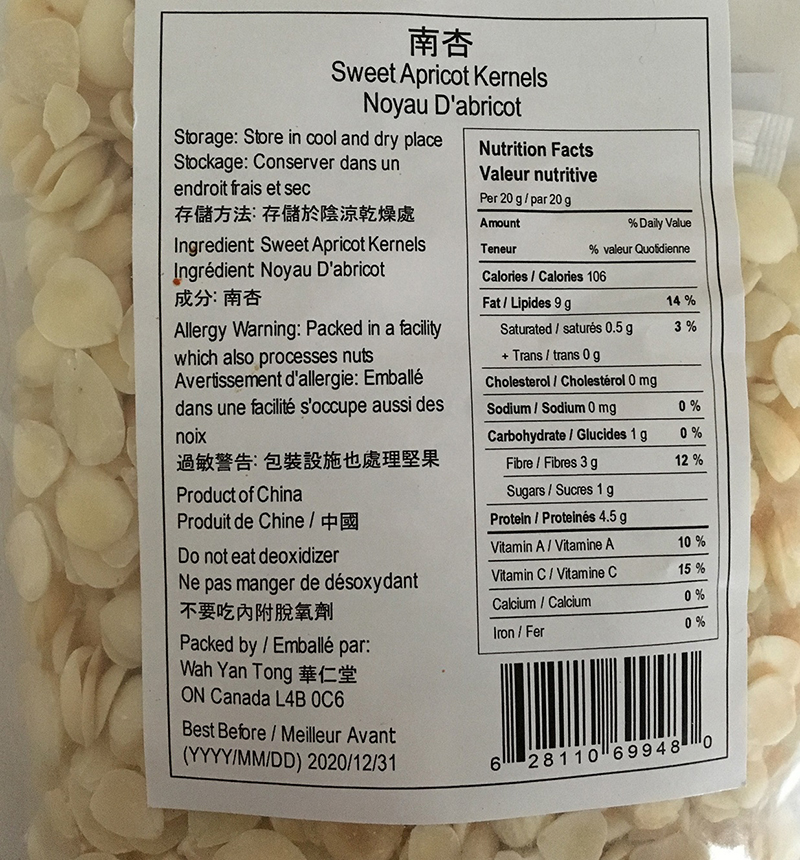 南杏
Sweet Apricot Kernels
Noyau D'abricot
Storage: Store in cool and dry place
Stockage: Conserver dans un
endroit frais et sec
存儲方法: 存儲於陰涼乾燥處
Ingredient: Sweet Apricot Kernels
Ingrédient: Noyau D'abricot
成分: 南杏
Allergy Warning: Packed in a facility
which also processes nuts
Avertissement d'allergie: Emballé
dans une facilité s'occupe aussi des
noix
過敏警告: 包裝設施也處理堅果
Product of China
Produit de Chine / 中國
Do not eat deoxidizer
Ne pas manger de désoxydant
不要吃內附脫氧劑
Packed by / Emballé par:
Wah Yan Tong 華仁堂
ON Canada L4B 0C6
Best Before / Meilleur Avant
(YYYY/MM/DD) 2020/12/31
Nutrition Facts
Valeur nutritive
Per 20 g / par 20 g
Amount % Daily Value
Teneur % valeur Quotidienne
Calories / Calories 106
Fat / Lipides 9 g 14 %
Saturated / saturés 0.5 g 3 %
+ Trans / trans 0 g
Cholesterol / Cholestérol 0 mg
Sodium / Sodium 0 mg 0 %
Carbohydrate / Glucides 1 g 0 %
Fibre / Fibres 3 g 12 %
Sugars / Sucres 1 g
Protein / Proteinés 4.5 g
Vitamin A / Vitamine A 10 %
Vitamin C / Vitamine C 15 %
Calcium / Calcium 0 %
Iron / Fer 0 %
6 28110 69948 0